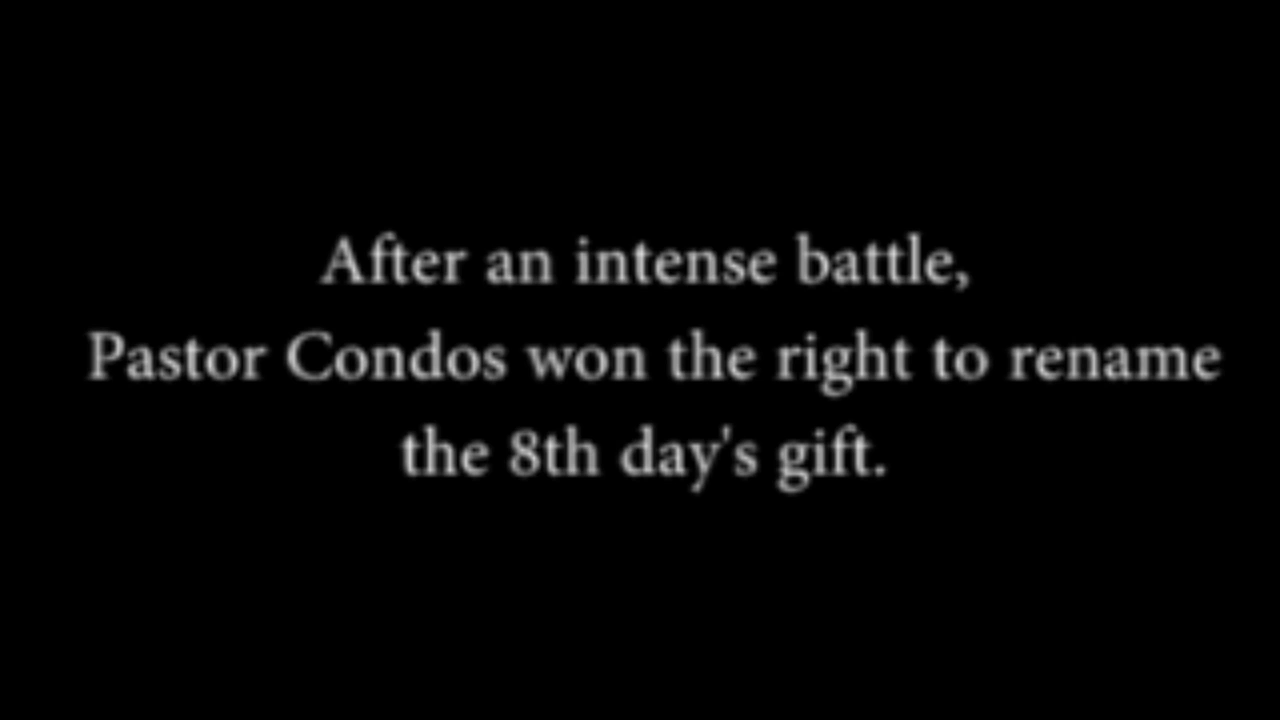 After an intense battle,
Pastor Condos won the right to rename
the 8th day's gift.